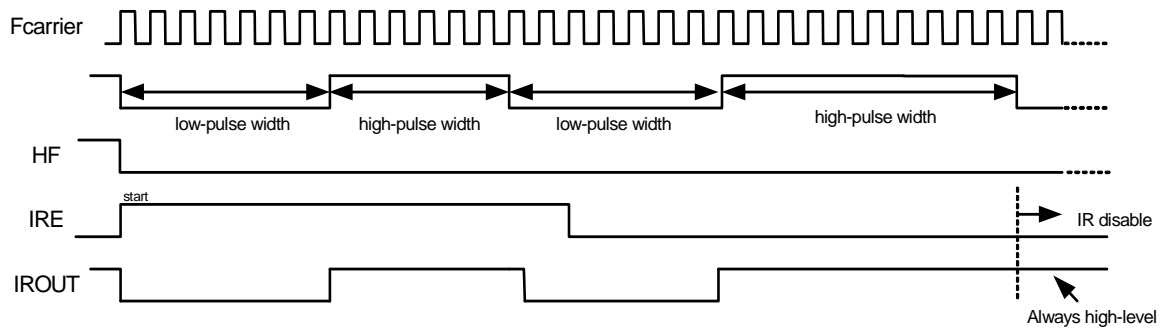 Fcarrier
low-pulse width
high-pulse width
low-pulse width
high-pulse width
HF
start
IRE
IR disable
IROUT
Always high-level